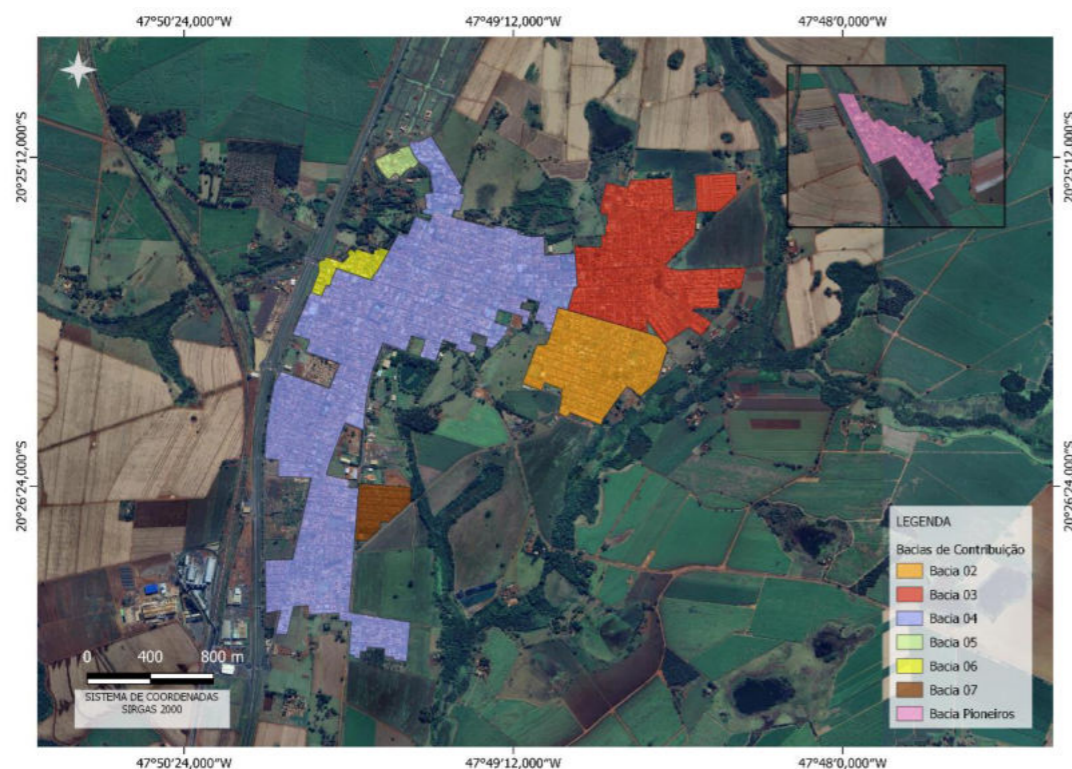 47°50'24,000"W 47°49'12,000"W 47°48'0,000"W
20°25'12,000"S 20°25'12,000"S
20°26'24,000"S 20°26'24,000"S
LEGENDA
Bacias de Contribuição
Bacia 02
Bacia 03
Bacia 04
Bacia 05
Bacia 06
Bacia 07
Bacia Pioneiros
0 400 800 m
SISTEMA DE COORDENADAS
SIRGAS 2000
47°50'24,000"W 47°49'12,000"W 47°48'0,000"W